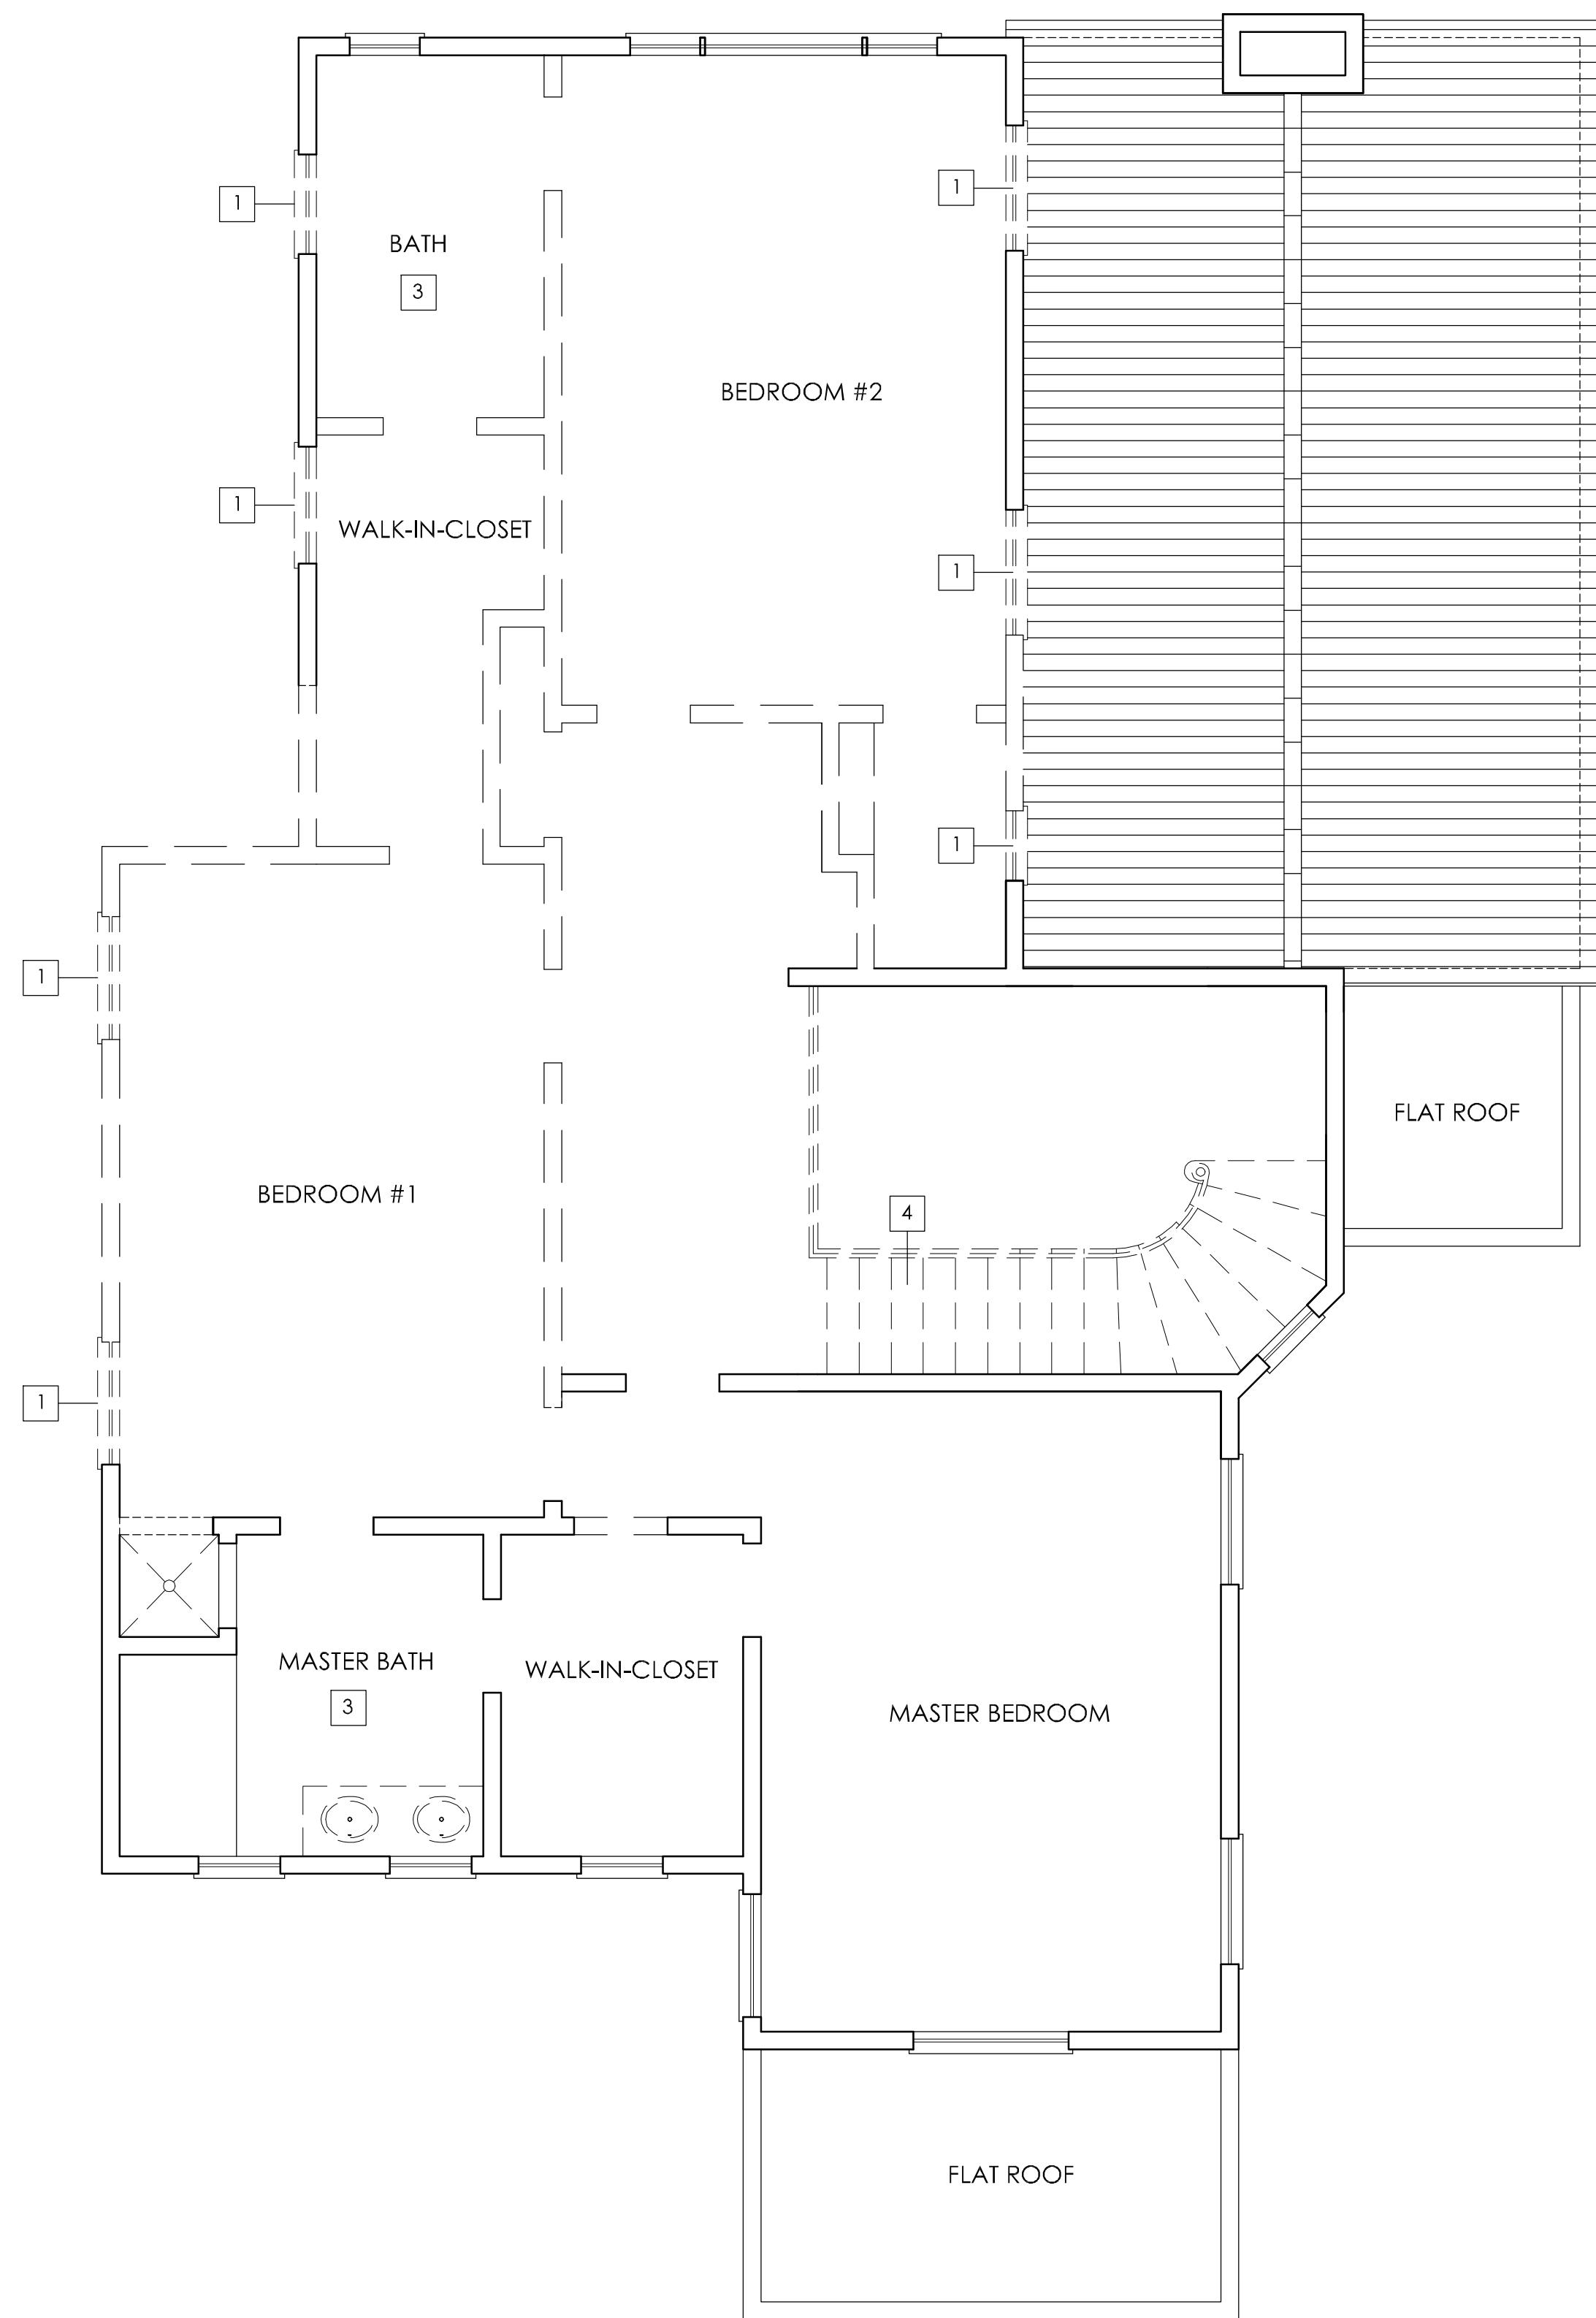 1
1
BATH
3
BEDROOM #2
1
WALK-IN-CLOSET
1
1
1
FLAT ROOF
BEDROOM #1
4
1
MASTER BATH
WALK-IN-CLOSET
3
MASTER BEDROOM
FLAT ROOF